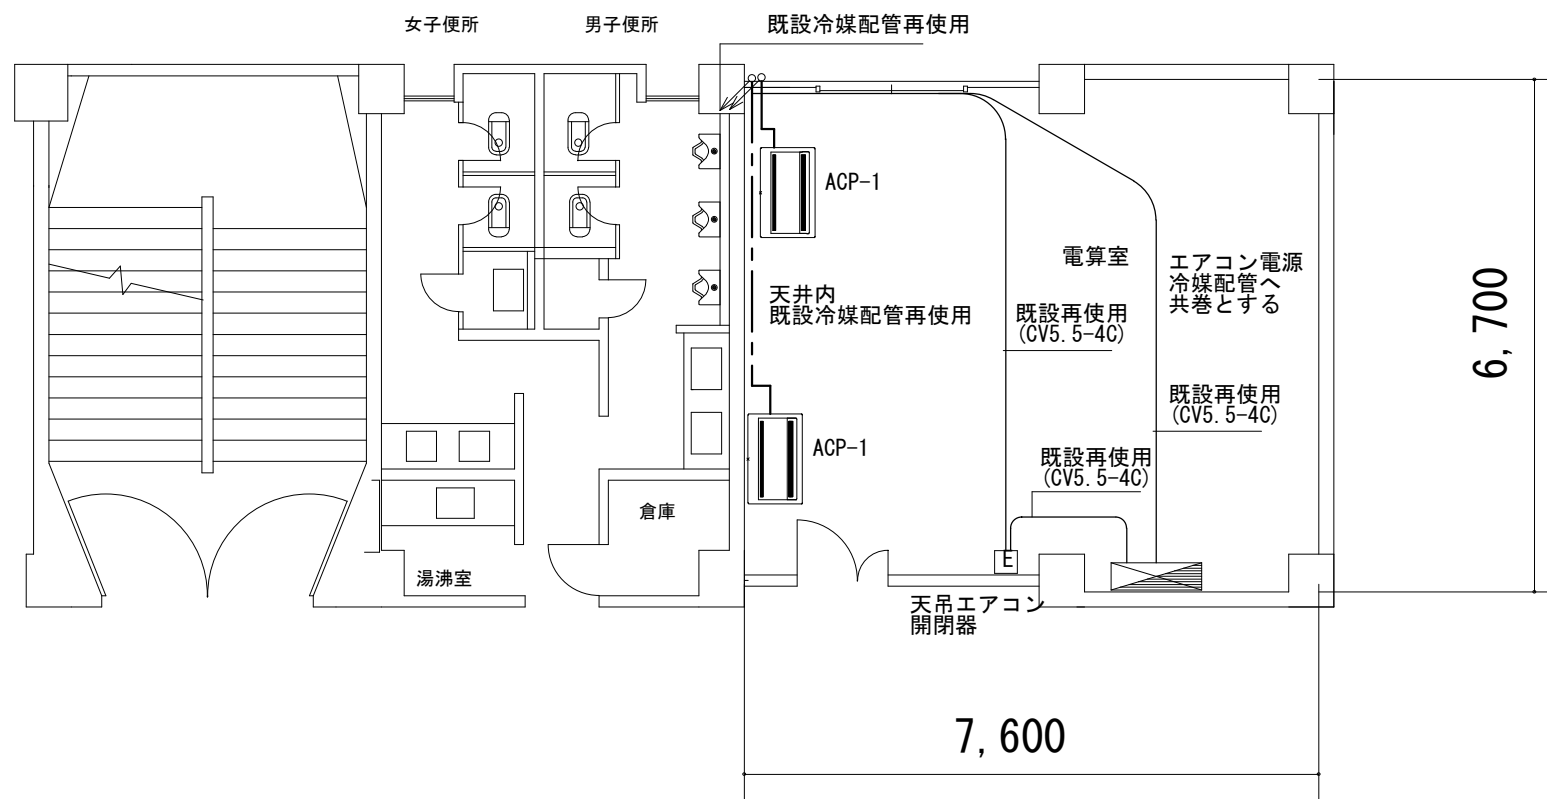 女子便所
男子便所
既設冷媒配管再使用
ACP-1
電算室
エアコン電源
冷媒配管へ
共巻とする
天井内
既設冷媒配管再使用
既設再使用
(CV5.5-4C)
6,700
既設再使用
(CV5.5-4C)
ACP-1
既設再使用
(CV5.5-4C)
倉庫
E
湯沸室
天吊エアコン
開閉器
7,600